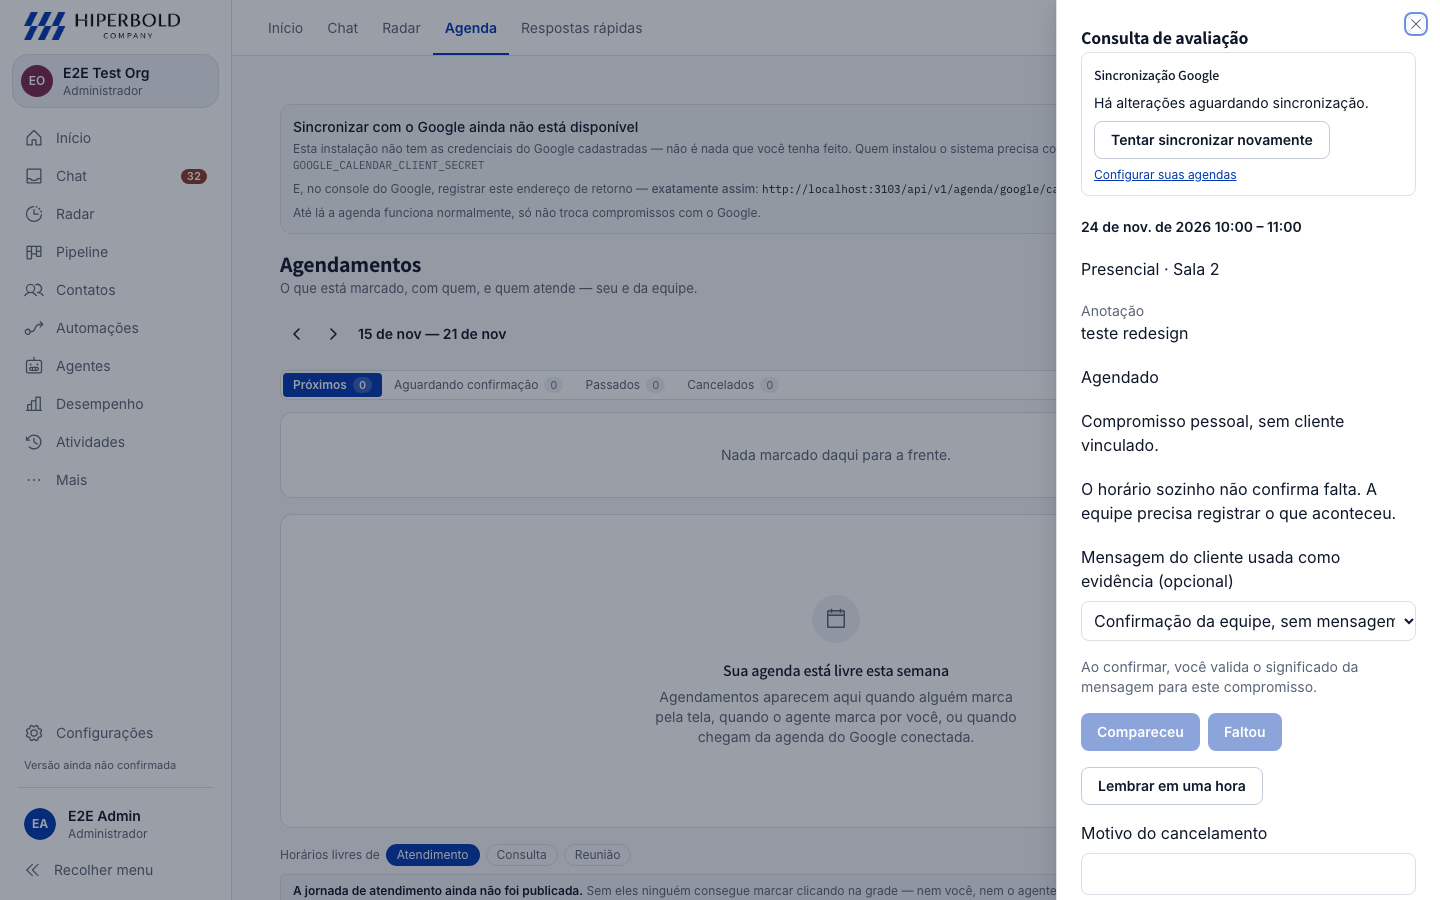 HIPERBOLD
COMPANY
EO
E2E Test Org
Administrador
Início
Chat
32
Radar
Pipeline
Contatos
Automações
Agentes
Desempenho
Atividades
Mais
Configurações
Versão ainda não confirmada
EA
E2E Admin
Administrador
Recolher menu
Início
Chat
Radar
Agenda
Respostas rápidas
Sincronizar com o Google ainda não está disponível
Esta instalação não tem as credenciais do Google cadastradas — não é nada que você tenha feito. Quem instalou o sistema precisa co
GOOGLE_CALENDAR_CLIENT_SECRET
E, no console do Google, registrar este endereço de retorno — exatamente assim: http://localhost:3103/api/v1/agenda/google/ca
Até lá a agenda funciona normalmente, só não troca compromissos com o Google.
Agendamentos
O que está marcado, com quem, e quem atende — seu e da equipe.
15 de nov — 21 de nov
Próximos 0
Aguardando confirmação 0
Passados 0
Cancelados 0
Nada marcado daqui para a frente.
Sua agenda está livre esta semana
Agendamentos aparecem aqui quando alguém marca
pela tela, quando o agente marca por você, ou quando
chegam da agenda do Google conectada.
Horários livres de
Atendimento
Consulta
Reunião
A jornada de atendimento ainda não foi publicada. Sem eles ninguém consegue marcar clicando na grade — nem você, nem o agente
Consulta de avaliação
Sincronização Google
Há alterações aguardando sincronização.
Tentar sincronizar novamente
Configurar suas agendas
24 de nov. de 2026 10:00 – 11:00
Presencial · Sala 2
Anotação
teste redesign
Agendado
Compromisso pessoal, sem cliente
vinculado.
O horário sozinho não confirma falta. A
equipe precisa registrar o que aconteceu.
Mensagem do cliente usada como
evidência (opcional)
Confirmação da equipe, sem mensagem
Ao confirmar, você valida o significado da
mensagem para este compromisso.
Compareceu
Faltou
Lembrar em uma hora
Motivo do cancelamento